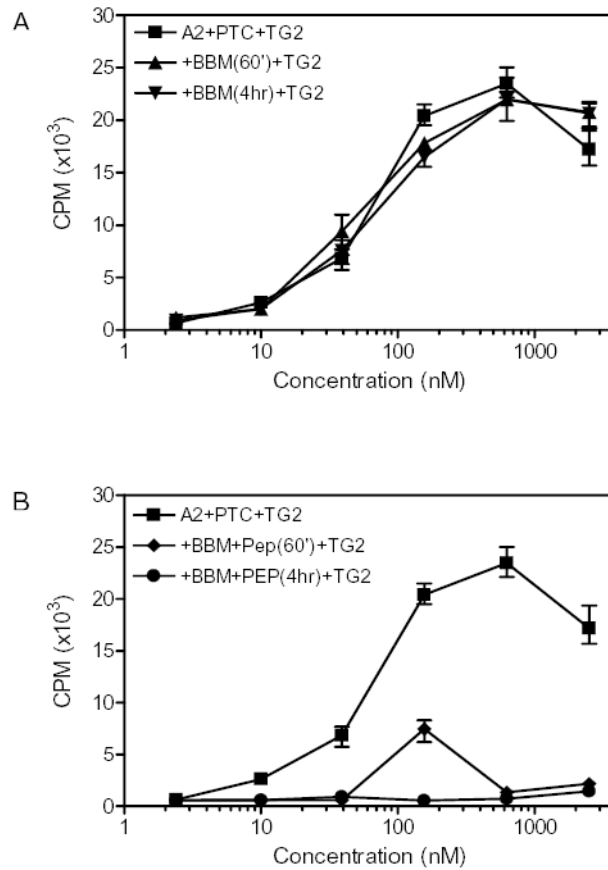 A
A2+PTC+TG2
+BBM(60')+TG2
+BBM(4hr)+TG2
30
25
20
15
10
5
0
CPM (x10³)
1 10 100 1000
Concentration (nM)
B
A2+PTC+TG2
+BBM+Pep(60')+TG2
+BBM+PEP(4hr)+TG2
30
25
20
15
10
5
0
CPM (x10³)
1 10 100 1000
Concentration (nM)